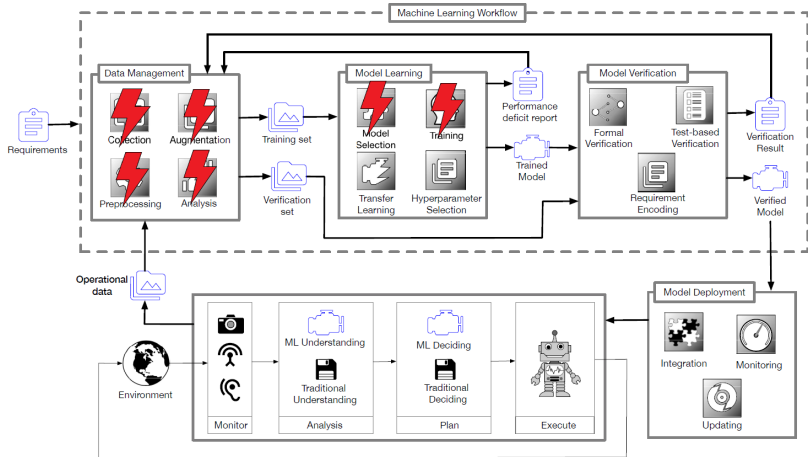 Machine Learning Workflow
Data Management
Collection
Augmentation
Preprocessing
Analysis
Requirements
Training set
Verification
set
Model Learning
Model
Selection
Training
Transfer
Learning
Hyperparameter
Selection
Performance
deficit report
Trained
Model
Model Verification
Formal
Verification
Test-based
Verification
Requirement
Encoding
Verification
Result
Verified
Model
Operational
data
Environment
Monitor
ML Understanding
Traditional
Understanding
Analysis
ML Deciding
Traditional
Deciding
Plan
Execute
Model Deployment
Integration
Monitoring
Updating